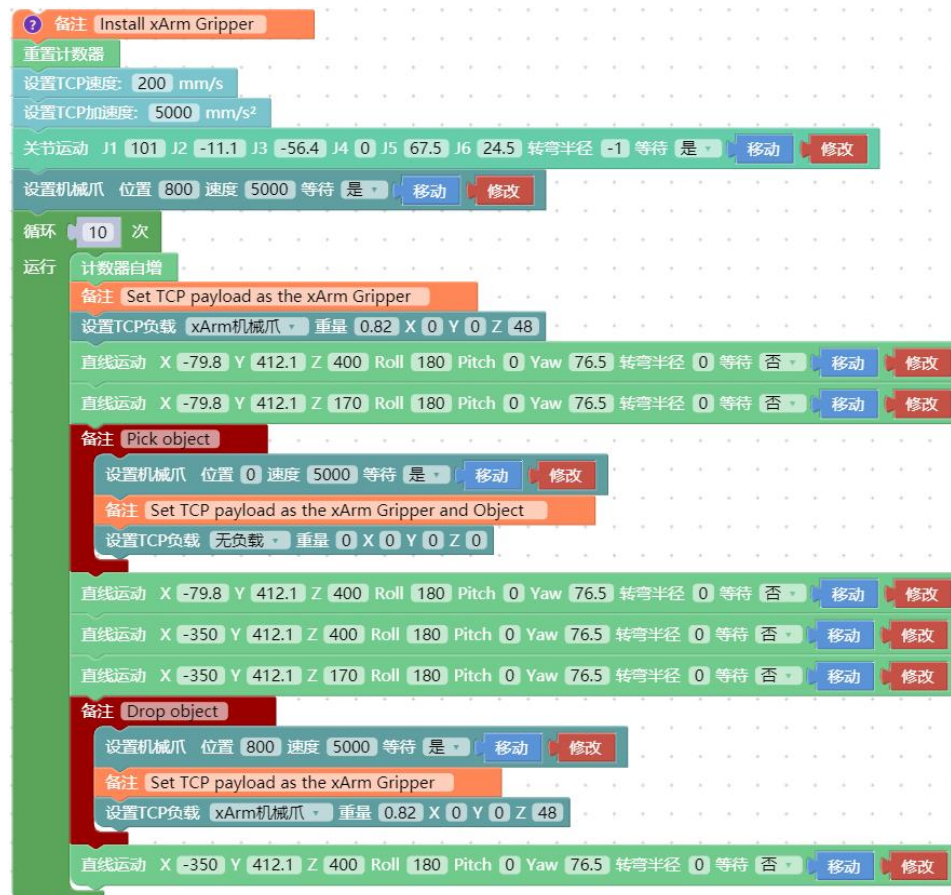 ? 备注 Install xArm Gripper
重置计数器
设置TCP速度: 200 mm/s
设置TCP加速度: 5000 mm/s²
关节运动 J1 101 J2 -11.1 J3 -56.4 J4 0 J5 67.5 J6 24.5 转弯半径 -1 等待 是 移动 修改
设置机械爪 位置 800 速度 5000 等待 是 移动 修改
循环 10 次
运行 计数器自增
备注 Set TCP payload as the xArm Gripper
设置TCP负载 xArm机械爪 重量 0.82 X 0 Y 0 Z 48
直线运动 X -79.8 Y 412.1 Z 400 Roll 180 Pitch 0 Yaw 76.5 转弯半径 0 等待 否 移动 修改
直线运动 X -79.8 Y 412.1 Z 170 Roll 180 Pitch 0 Yaw 76.5 转弯半径 0 等待 否 移动 修改
备注 Pick object
设置机械爪 位置 0 速度 5000 等待 是 移动 修改
备注 Set TCP payload as the xArm Gripper and Object
设置TCP负载 无负载 重量 0 X 0 Y 0 Z 0
直线运动 X -79.8 Y 412.1 Z 400 Roll 180 Pitch 0 Yaw 76.5 转弯半径 0 等待 否 移动 修改
直线运动 X -350 Y 412.1 Z 400 Roll 180 Pitch 0 Yaw 76.5 转弯半径 0 等待 否 移动 修改
直线运动 X -350 Y 412.1 Z 170 Roll 180 Pitch 0 Yaw 76.5 转弯半径 0 等待 否 移动 修改
备注 Drop object
设置机械爪 位置 800 速度 5000 等待 是 移动 修改
备注 Set TCP payload as the xArm Gripper
设置TCP负载 xArm机械爪 重量 0.82 X 0 Y 0 Z 48
直线运动 X -350 Y 412.1 Z 400 Roll 180 Pitch 0 Yaw 76.5 转弯半径 0 等待 否 移动 修改